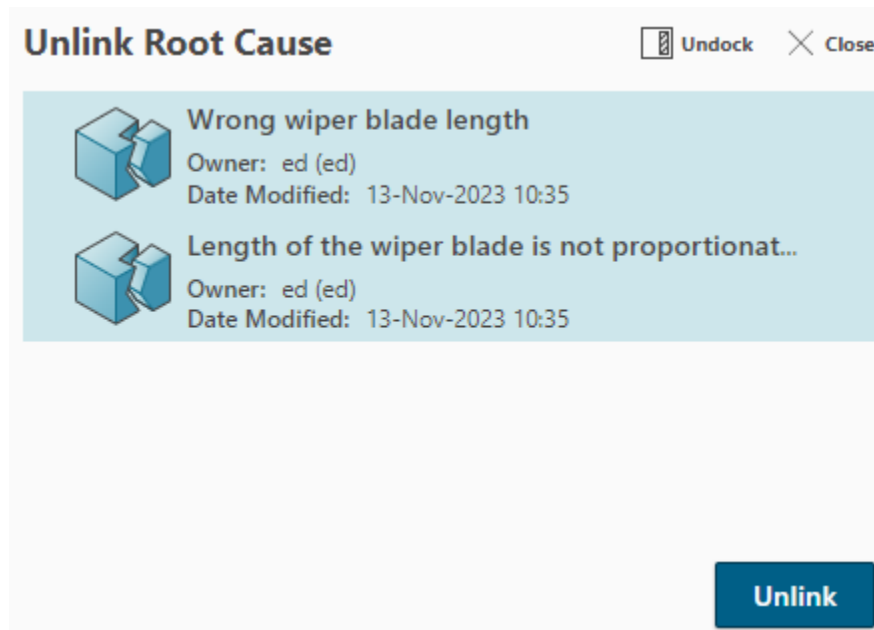 Unlink Root Cause
Undock
Close
Wrong wiper blade length
Owner: ed (ed)
Date Modified: 13-Nov-2023 10:35
Length of the wiper blade is not proportionat...
Owner: ed (ed)
Date Modified: 13-Nov-2023 10:35
Unlink